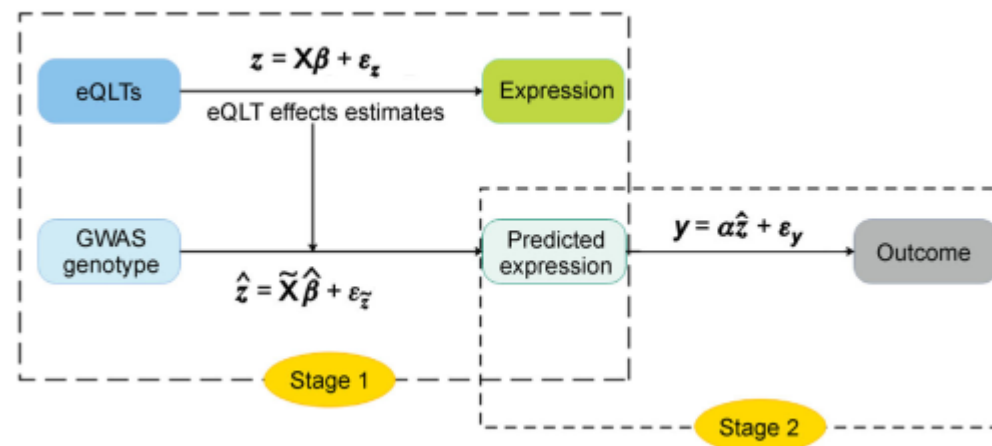 z = Xβ + ε_z
eQLTs
Expression
eQLT effects estimates
GWAS
genotype
Predicted
expression
y = αẑ + ε_y
Outcome
ẑ = X̃β̂ + ε_z̃
Stage 1
Stage 2